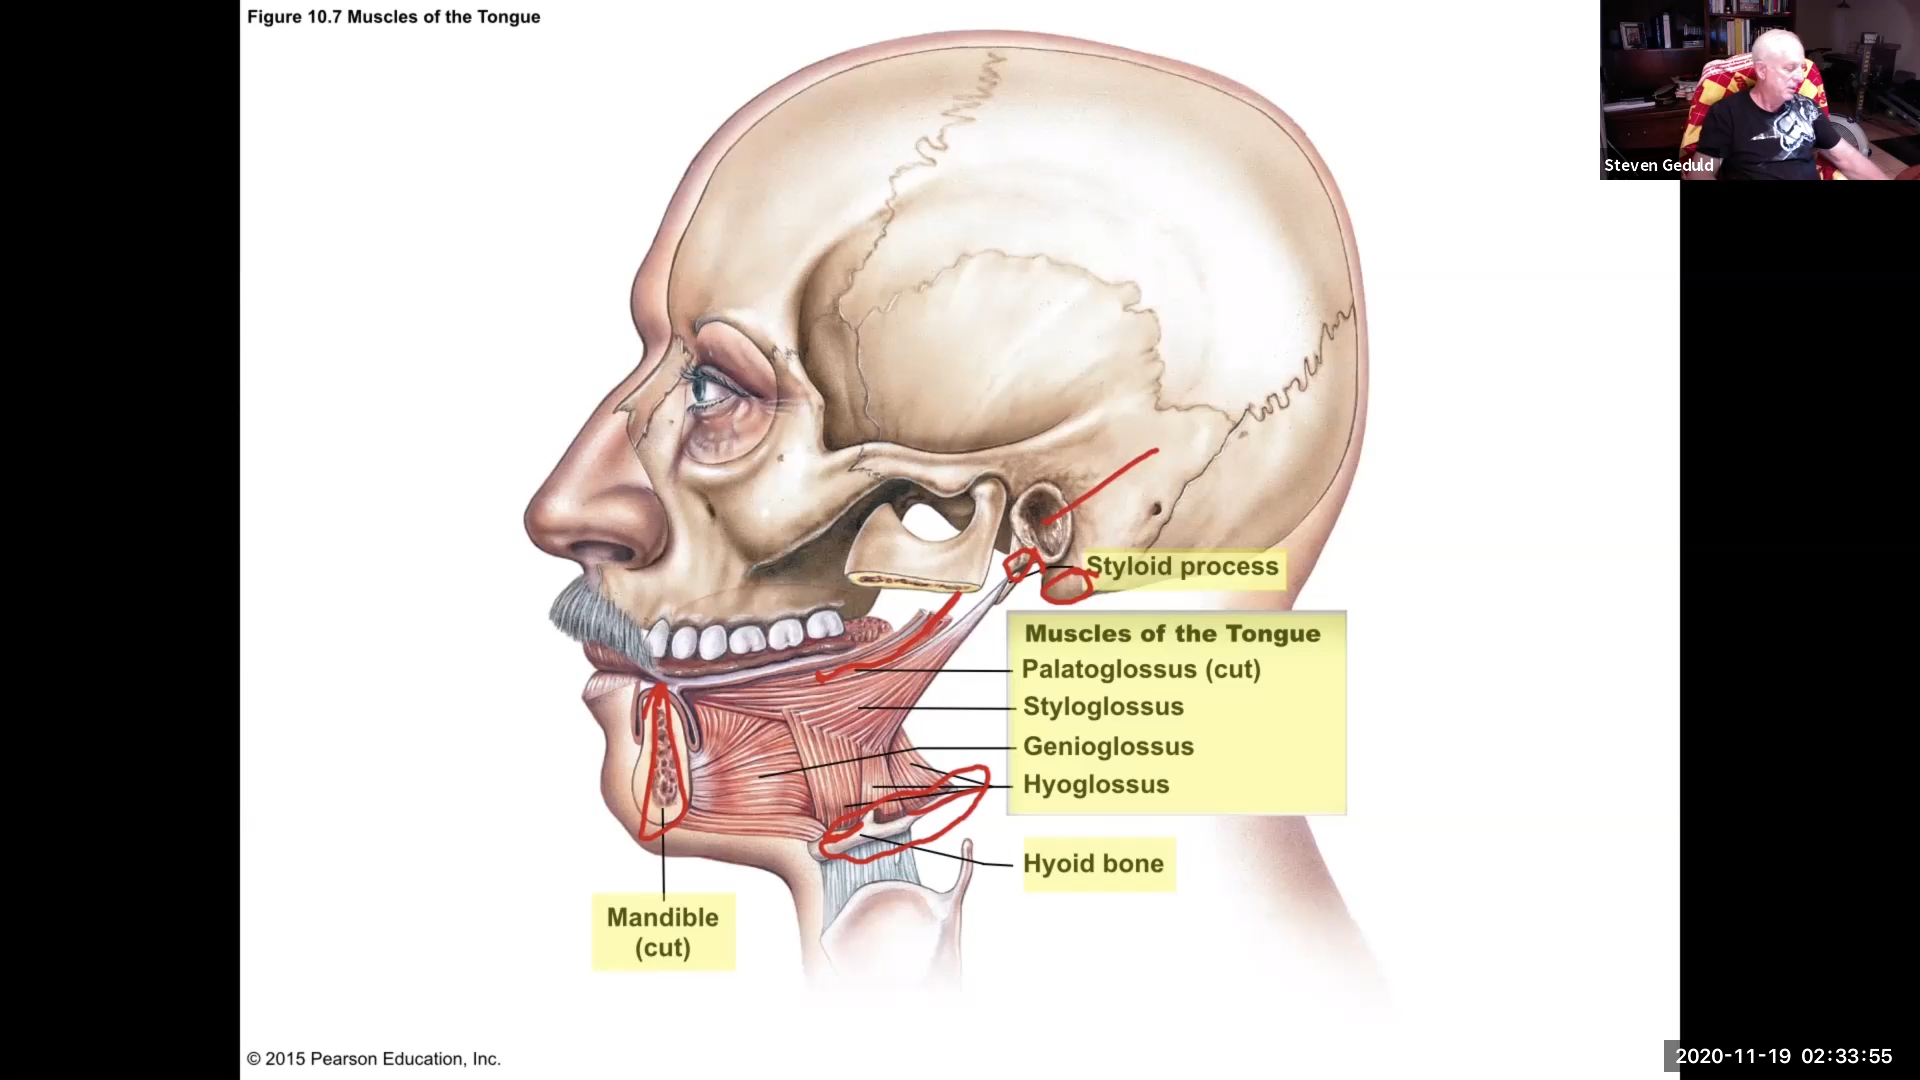 Figure 10.7 Muscles of the Tongue
Steven Geduld
Styloid process
Muscles of the Tongue
Palatoglossus (cut)
Styloglossus
Genioglossus
Hyoglossus
Hyoid bone
Mandible
(cut)
© 2015 Pearson Education, Inc.
2020-11-19 02:33:55